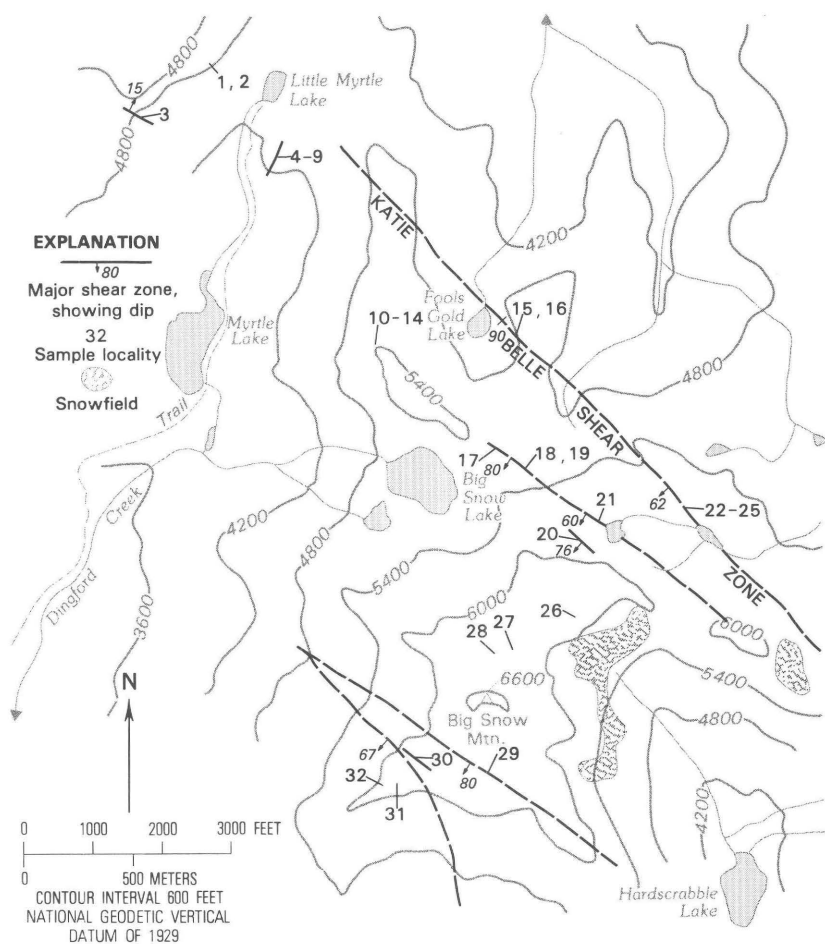 4800
15
1, 2
3
4800
Little Myrtle
Lake
4-9
KATIE
4200
EXPLANATION
80
Major shear zone,
showing dip
32
Sample locality
Snowfield
Myrtle
Lake
Trail
10-14
Fools
Gold
Lake
15, 16
90
BELLE
5400
4800
SHEAR
17
80
18, 19
Big
Snow
Lake
21
60
20
76
62
22-25
ZONE
Creek
Dingford
4200
4800
5400
3600
6000
28
27
26
6000
6600
Big Snow
Mtn.
5400
4800
N
67
30
29
80
32
31
4200
0 1000 2000 3000 FEET
0 500 METERS
CONTOUR INTERVAL 600 FEET
NATIONAL GEODETIC VERTICAL
DATUM OF 1929
Hardscrabble
Lake